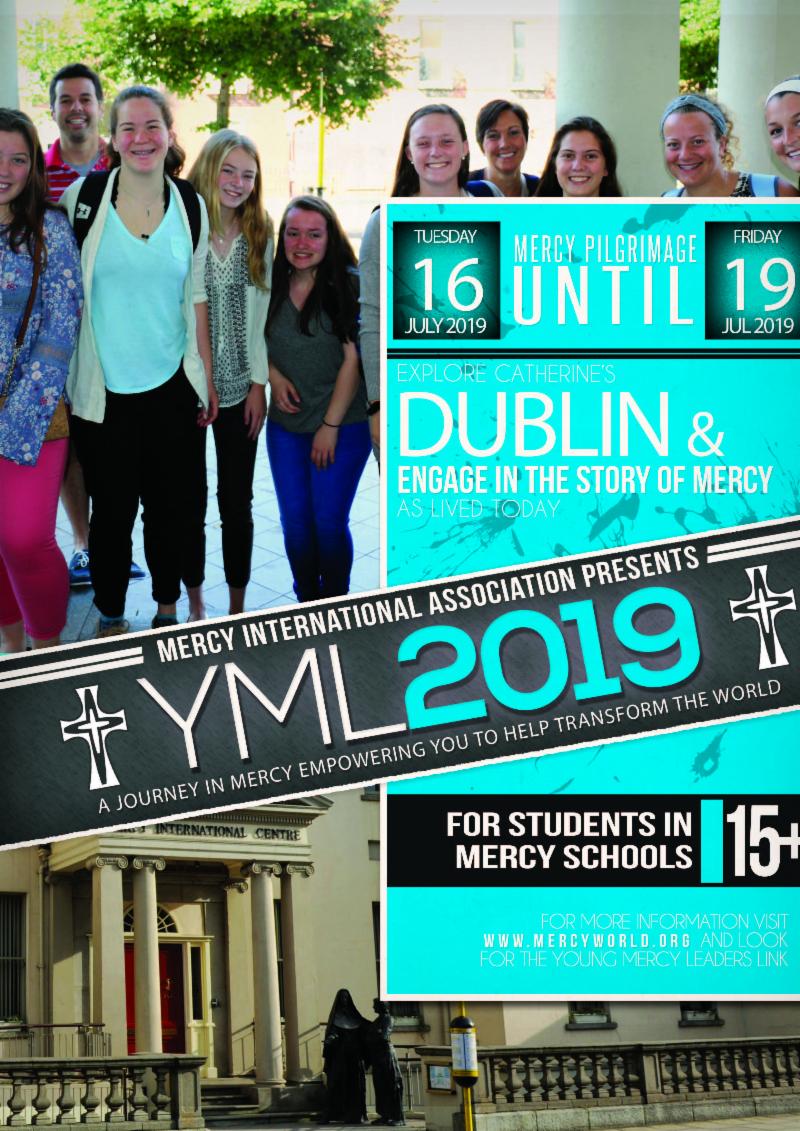 TUESDAY
16
JULY 2019
MERCY PILGRIMAGE
UNTIL
FRIDAY
19
JUL 2019
EXPLORE CATHERINE'S
DUBLIN &
ENGAGE IN THE STORY OF MERCY
AS LIVED TODAY
MERCY INTERNATIONAL ASSOCIATION PRESENTS
YML2019
A JOURNEY IN MERCY EMPOWERING YOU TO HELP TRANSFORM THE WORLD
INTERNATIONAL CENTRE
FOR STUDENTS IN
MERCY SCHOOLS
15+
FOR MORE INFORMATION VISIT
WWW.MERCYWORLD.ORG AND LOOK
FOR THE YOUNG MERCY LEADERS LINK